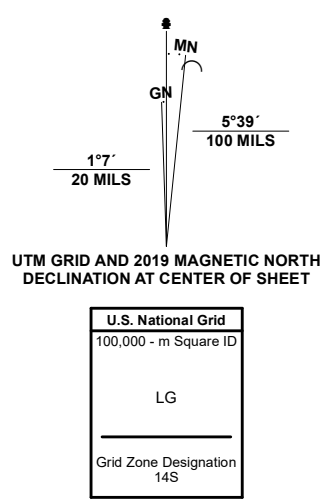 MN
GN
5°39´
100 MILS
1°7´
20 MILS
UTM GRID AND 2019 MAGNETIC NORTH
DECLINATION AT CENTER OF SHEET
U.S. National Grid
100,000 - m Square ID
LG
Grid Zone Designation
14S